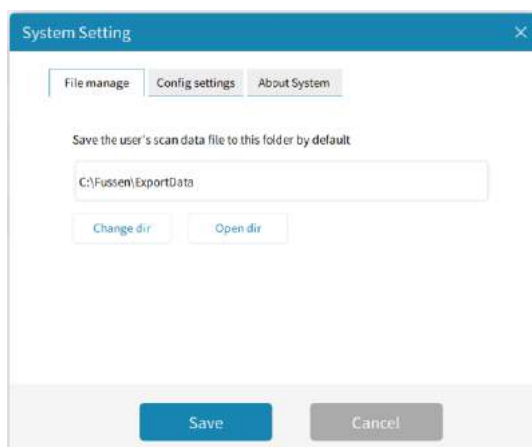 System Setting
File manage Config settings About System
Save the user's scan data file to this folder by default
C:\Fussen\ExportData
Change dir Open dir
Save Cancel